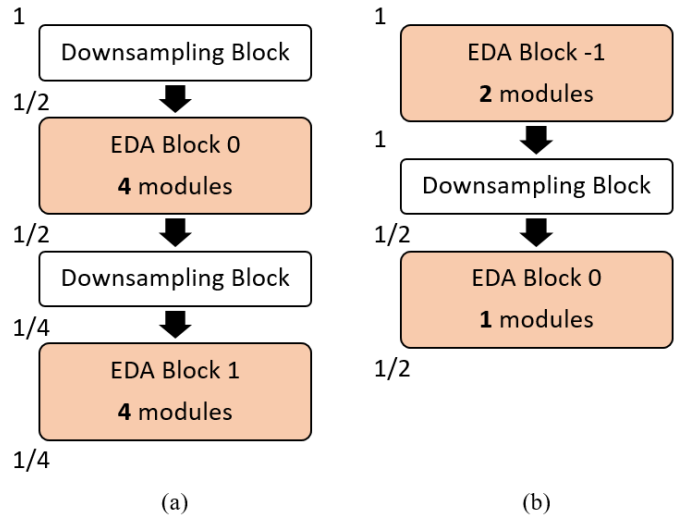 1
Downsampling Block
1/2
EDA Block 0
4 modules
1/2
Downsampling Block
1/4
EDA Block 1
4 modules
1/4
(a)
1
EDA Block -1
2 modules
1
Downsampling Block
1/2
EDA Block 0
1 modules
1/2
(b)